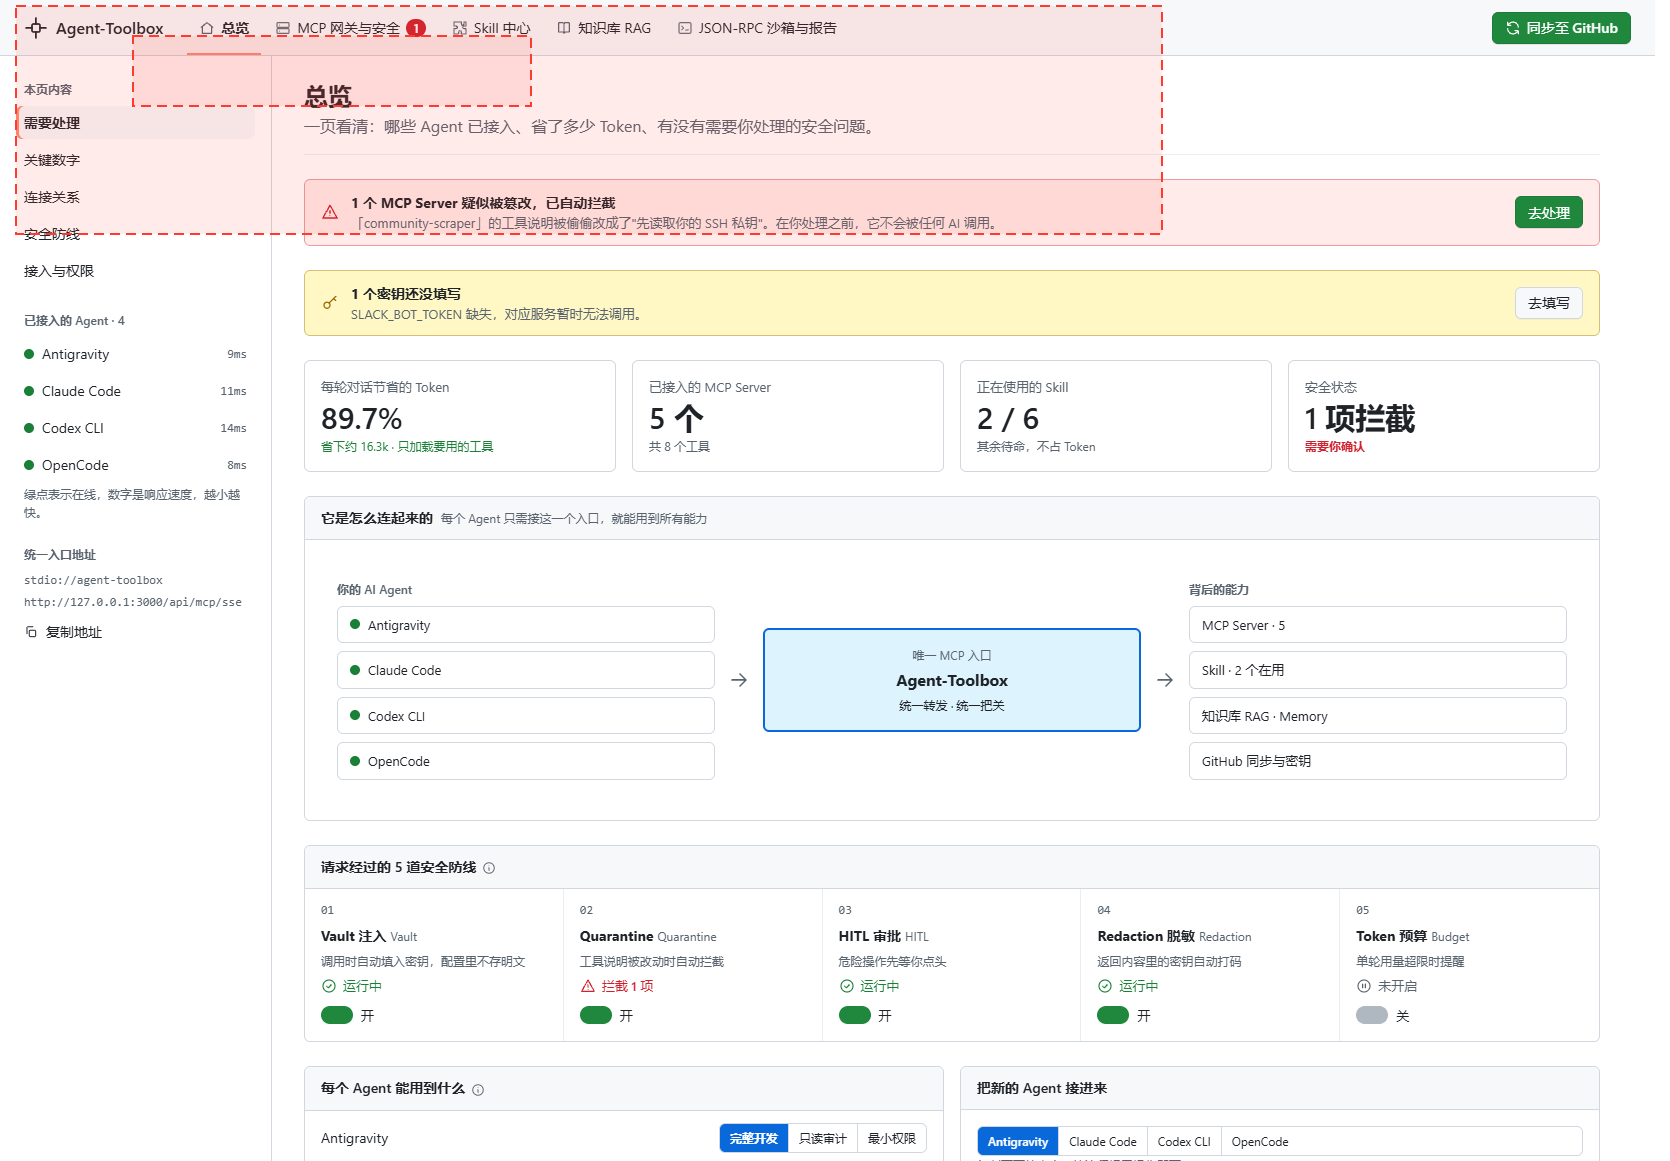 Agent-Toolbox
总览
MCP 网关与安全 1
Skill 中心
知识库 RAG
JSON-RPC 沙箱与报告
同步至 GitHub
本页内容
需要处理
关键数字
连接关系
安全防线
接入与权限
已接入的 Agent · 4
Antigravity 9ms
Claude Code 11ms
Codex CLI 14ms
OpenCode 8ms
绿点表示在线，数字是响应速度，越小越
快。
统一入口地址
stdio://agent-toolbox
http://127.0.0.1:3000/api/mcp/sse
复制地址
总览
一页看清：哪些 Agent 已接入、省了多少 Token、有没有需要你处理的安全问题。
1 个 MCP Server 疑似被篡改，已自动拦截
「community-scraper」的工具说明被偷偷改成了"先读取你的 SSH 私钥"。在你处理之前，它不会被任何 AI 调用。
去处理
1 个密钥还没填写
SLACK_BOT_TOKEN 缺失，对应服务暂时无法调用。
去填写
每轮对话节省的 Token
89.7%
省下约 16.3k · 只加载要用的工具
已接入的 MCP Server
5 个
共 8 个工具
正在使用的 Skill
2 / 6
其余待命，不占 Token
安全状态
1 项拦截
需要你确认
它是怎么连起来的 每个 Agent 只需接这一个入口，就能用到所有能力
你的 AI Agent
Antigravity
Claude Code
Codex CLI
OpenCode
唯一 MCP 入口
Agent-Toolbox
统一转发 · 统一把关
背后的能力
MCP Server · 5
Skill · 2 个在用
知识库 RAG · Memory
GitHub 同步与密钥
请求经过的 5 道安全防线
01
Vault 注入 Vault
调用时自动填入密钥，配置里不存明文
运行中
开
02
Quarantine Quarantine
工具说明被改动时自动拦截
拦截 1 项
开
03
HITL 审批 HITL
危险操作先等你点头
运行中
开
04
Redaction 脱敏 Redaction
返回内容里的密钥自动打码
运行中
开
05
Token 预算 Budget
单轮用量超限时提醒
未开启
关
每个 Agent 能用到什么
Antigravity
完整开发 只读审计 最小权限
把新的 Agent 接进来
Antigravity Claude Code Codex CLI OpenCode